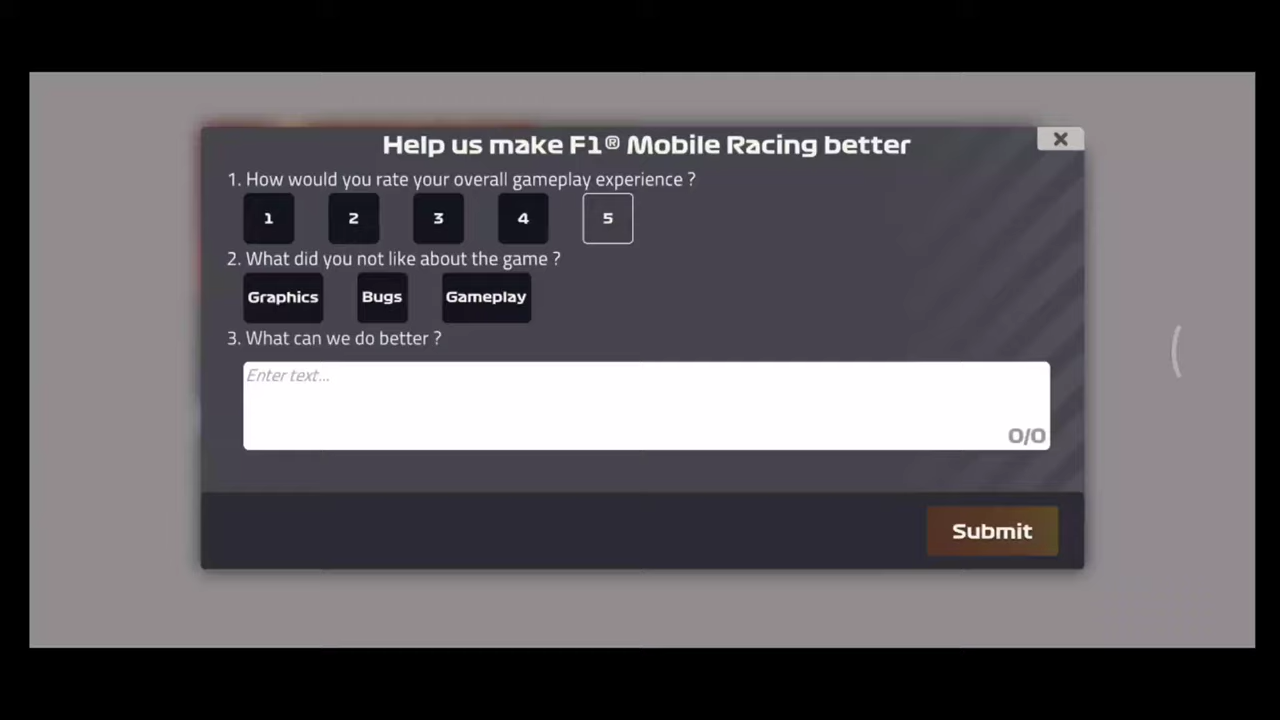 Help us make F1® Mobile Racing better
1. How would you rate your overall gameplay experience ?
1 2 3 4 5
2. What did you not like about the game ?
Graphics Bugs Gameplay
3. What can we do better ?
Enter text...
0/0
Submit